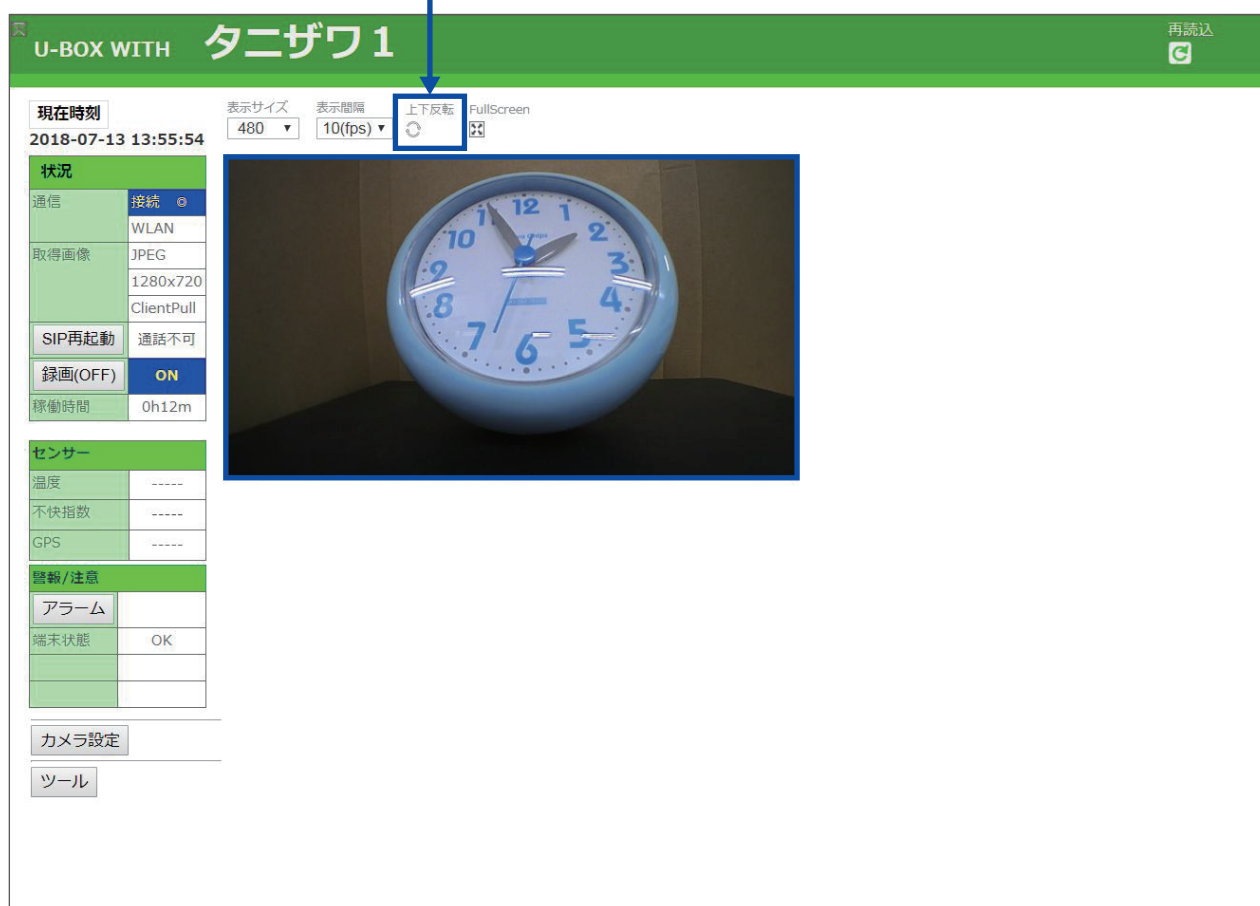 U-BOX WITH タニザワ1
再読込
現在時刻
2018-07-13 13:55:54
表示サイズ 表示間隔 上下反転 FullScreen
480 10(fps)
状況
通信 接続 ◎
WLAN
取得画像 JPEG
1280x720
ClientPull
SIP再起動 通話不可
録画(OFF) ON
稼働時間 0h12m
センサー
温度 -----
不快指数 -----
GPS -----
警報/注意
アラーム
端末状態 OK
カメラ設定
ツール
11 12 1
10 2
9 3
8 4
7 6 5